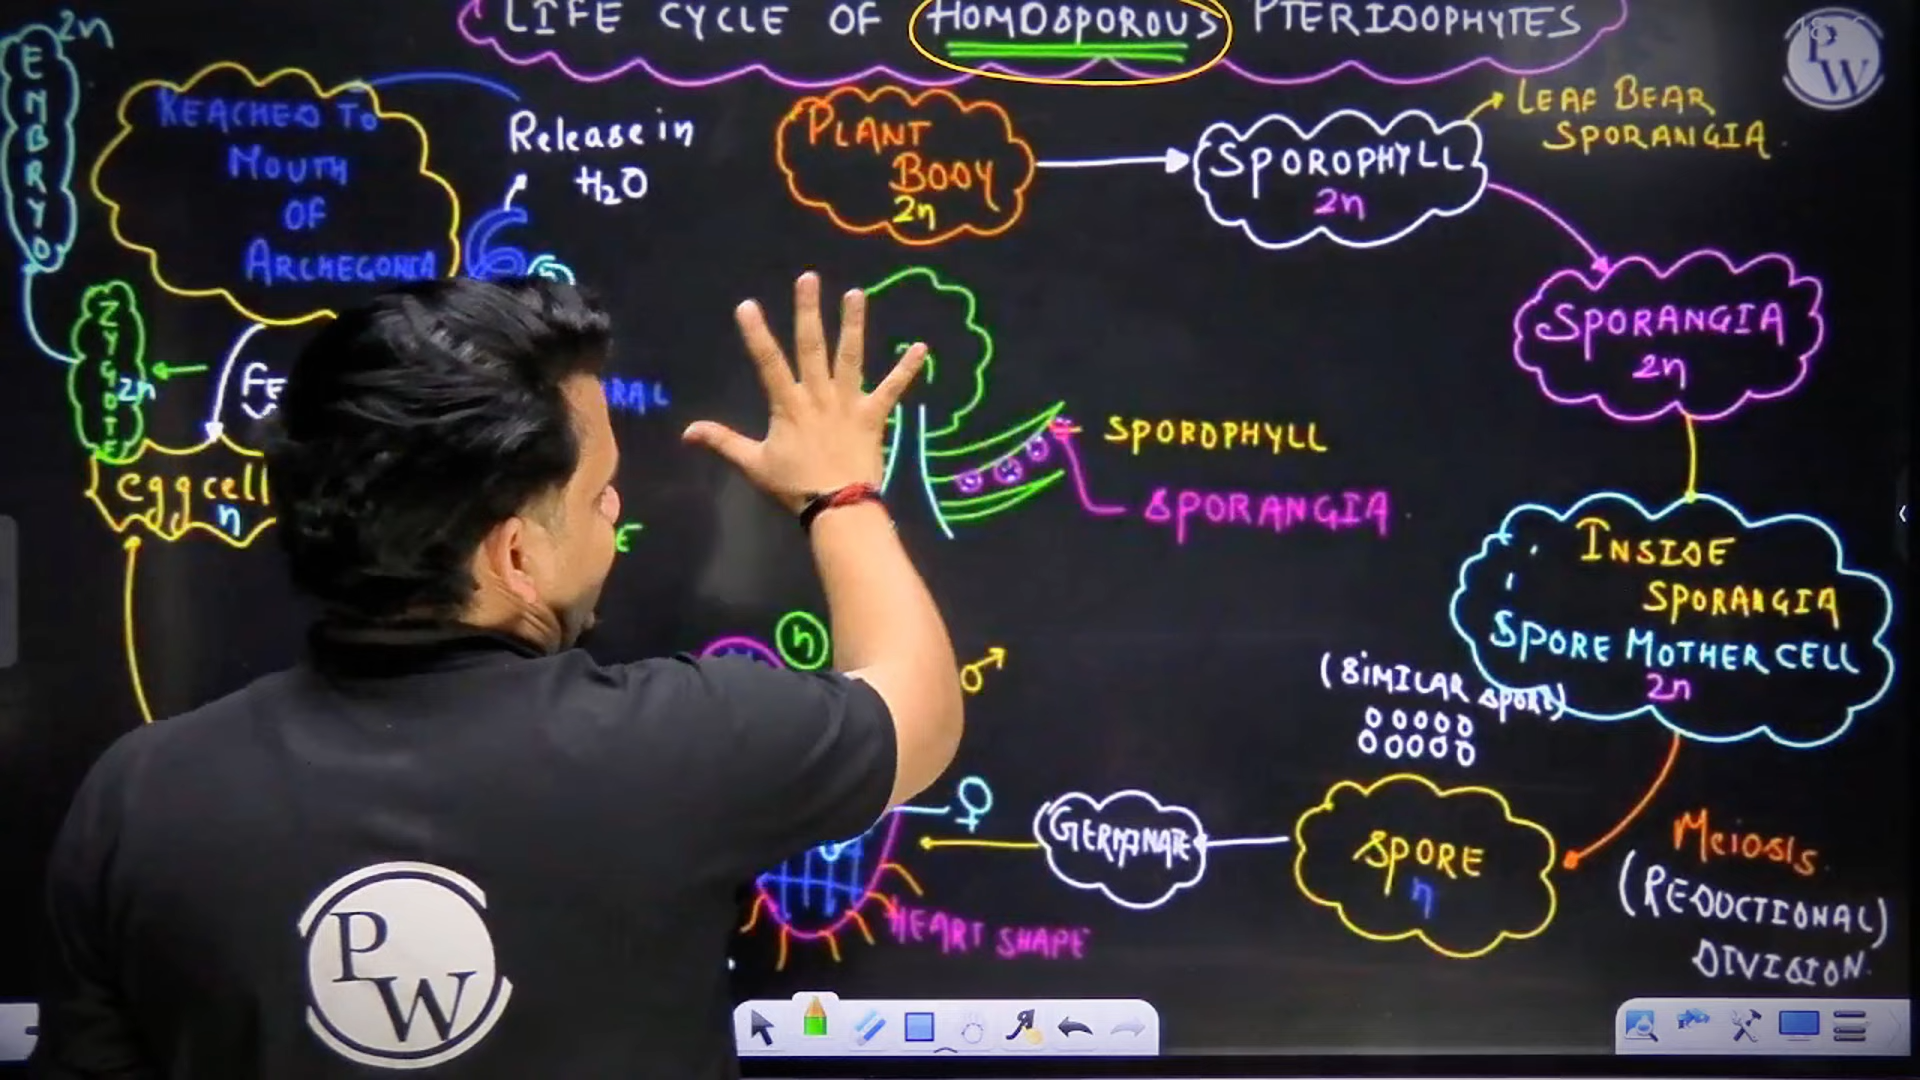 LIFE CYCLE OF HOMOSPOROUS PTERIDOPHYTES
PW
2n
EMBRYO
REACHED TO
MOUTH
OF
ARCHEGONIA
Release in
H₂O
PLANT
BODY
2n
SPOROPHYLL
2n
LEAF BEAR
SPORANGIA
SPORANGIA
2n
ZYGOTE
2n
egg cell
n
SPOROPHYLL
SPORANGIA
INSIDE
SPORANGIA
SPORE MOTHER CELL
2n
n
♂
(SIMILAR SPORE)
♀
GERMINATE
SPORE
n
Meiosis
(REDUCTIONAL)
DIVISION
HEART SHAPE
PW